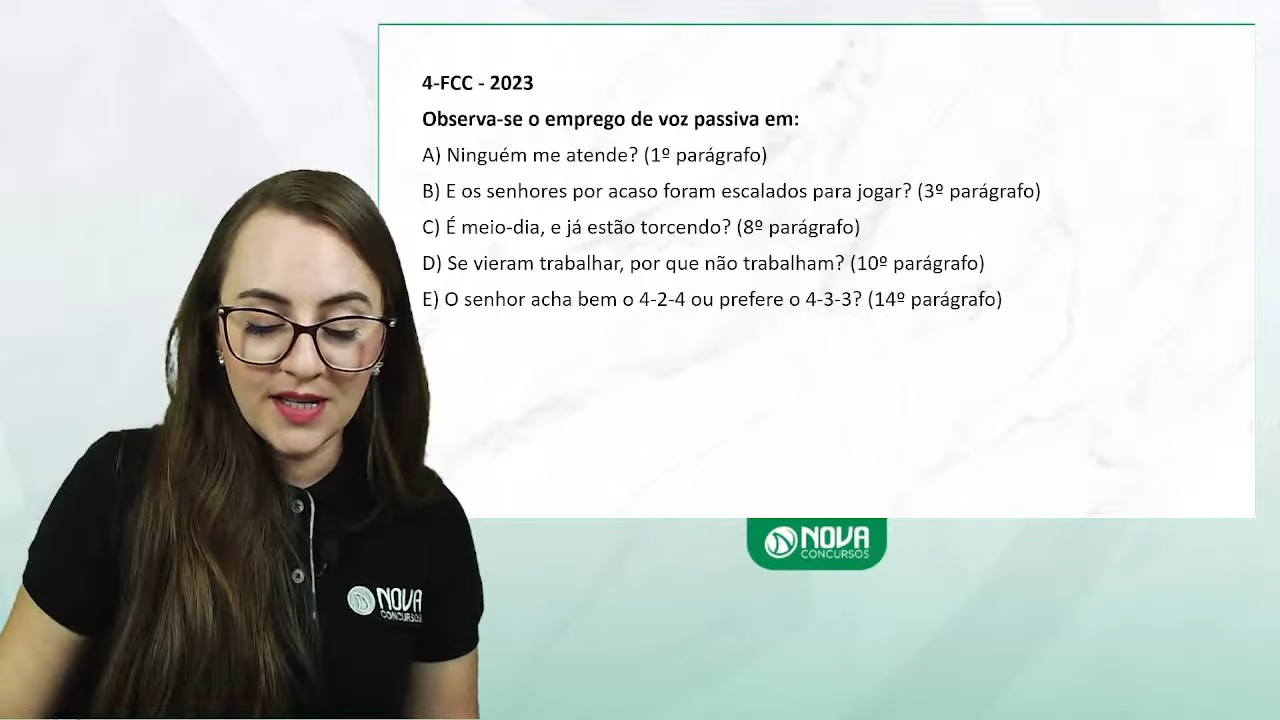 4-FCC - 2023
Observa-se o emprego de voz passiva em:
A) Ninguém me atende? (1º parágrafo)
B) E os senhores por acaso foram escalados para jogar? (3º parágrafo)
C) É meio-dia, e já estão torcendo? (8º parágrafo)
D) Se vieram trabalhar, por que não trabalham? (10º parágrafo)
E) O senhor acha bem o 4-2-4 ou prefere o 4-3-3? (14º parágrafo)
NOVA
CONCURSOS
NOVA
CONCURSOS